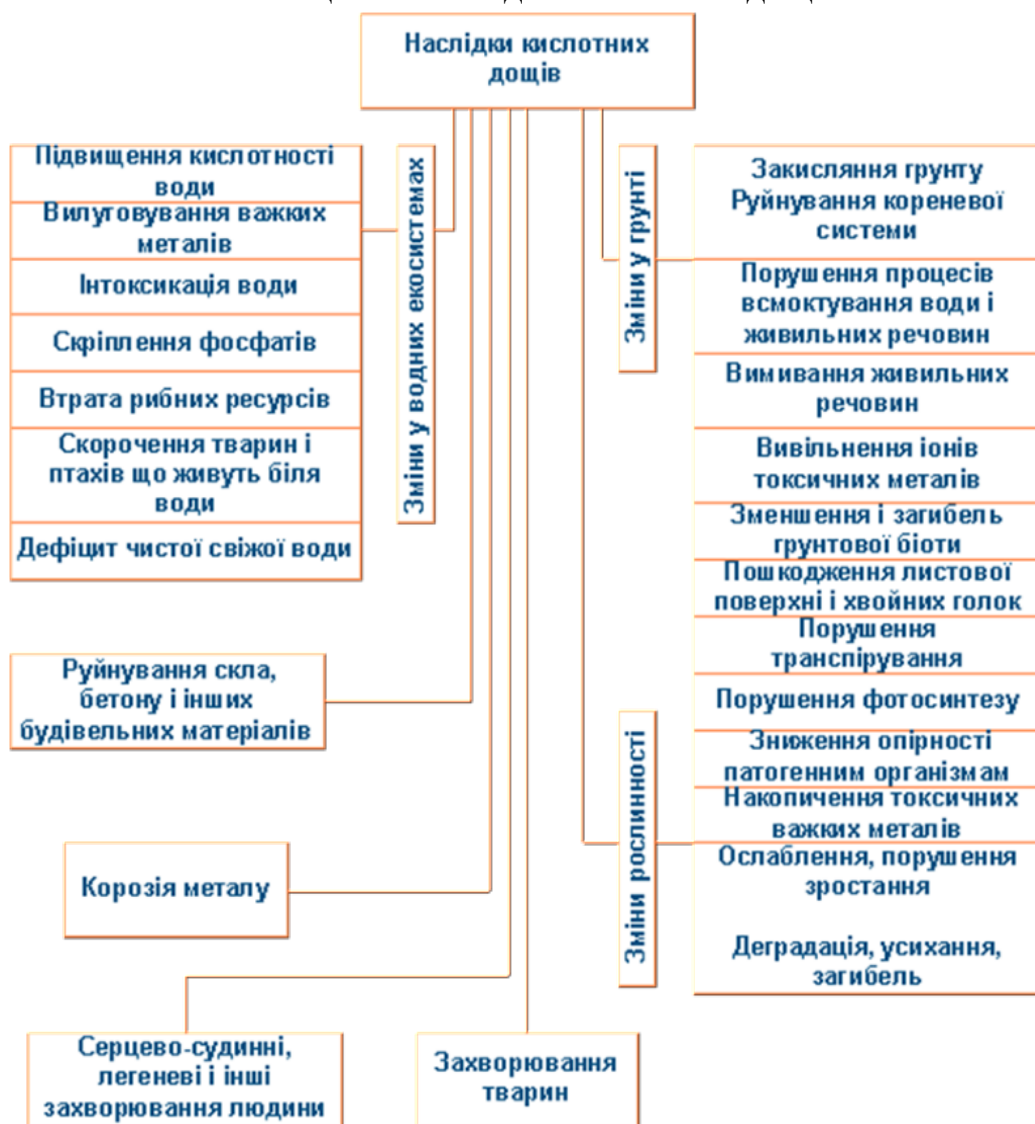 Наслідки кислотних
дощів
Підвищення кислотності
води
Вилуговування важких
металів
Інтоксикація води
Скріплення фосфатів
Втрата рибних ресурсів
Скорочення тварин і
птахів що живуть біля
води
Дефіцит чистої свіжої води
Зміни у водних екосистемах
Зміни у грунті
Закисляння грунту
Руйнування кореневої
системи
Порушення процесів
всмоктування води і
живильних речовин
Вимивання живильних
речовин
Вивільнення іонів
токсичних металів
Зменшення і загибель
грунтової біоти
Пошкодження листової
поверхні і хвойних голок
Порушення
транспірування
Порушення фотосинтезу
Зниження опірності
патогенним організмам
Накопичення токсичних
важких металів
Ослаблення, порушення
зростання
Деградація, усихання,
загибель
Зміни рослинності
Руйнування скла,
бетону і інших
будівельних матеріалів
Корозія металу
Серцево-судинні,
легеневі і інші
захворювання людини
Захворювання
тварин